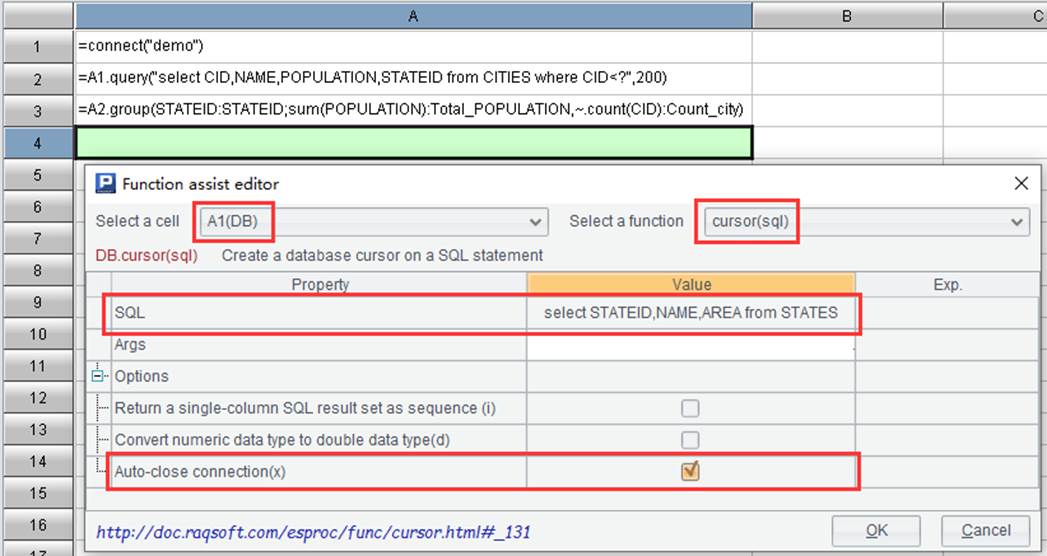 A B C
1 =connect("demo")
2 =A1.query("select CID,NAME,POPULATION,STATEID from CITIES where CID<?",200)
3 =A2.group(STATEID:STATEID;sum(POPULATION):Total_POPULATION,~.count(CID):Count_city)
4
5
Function assist editor
6
Select a cell A1(DB) Select a function cursor(sql)
7
DB.cursor(sql) Create a database cursor on a SQL statement
8
Property Value Exp.
9
SQL select STATEID,NAME,AREA from STATES
10
Args
11
Options
12
Return a single-column SQL result set as sequence (i)
13
Convert numeric data type to double data type(d)
14
Auto-close connection(x)
15
16
http://doc.raqsoft.com/esproc/func/cursor.html#_131 OK Cancel
17